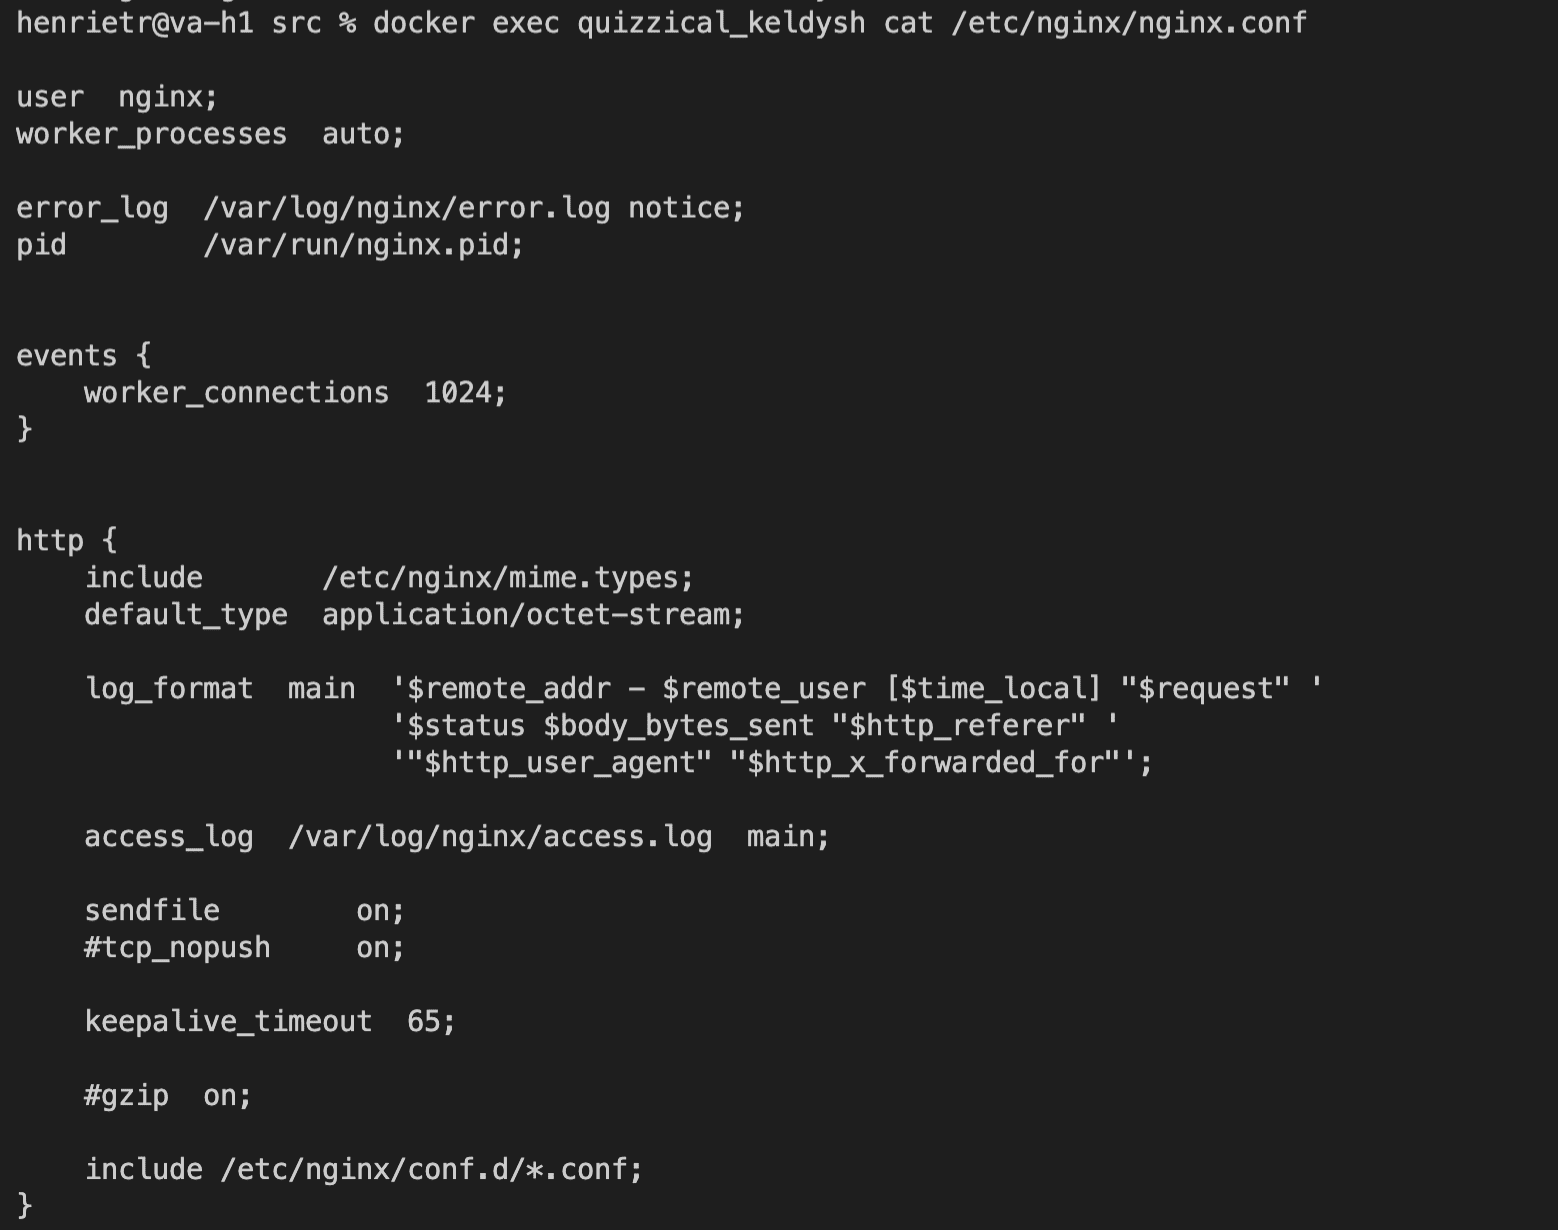 henrietr@va-h1 src % docker exec quizzical_keldysh cat /etc/nginx/nginx.conf

user  nginx;
worker_processes  auto;

error_log  /var/log/nginx/error.log notice;
pid        /var/run/nginx.pid;


events {
    worker_connections  1024;
}


http {
    include       /etc/nginx/mime.types;
    default_type  application/octet-stream;

    log_format  main  '$remote_addr - $remote_user [$time_local] "$request" '
                      '$status $body_bytes_sent "$http_referer" '
                      '"$http_user_agent" "$http_x_forwarded_for"';

    access_log  /var/log/nginx/access.log  main;

    sendfile        on;
    #tcp_nopush     on;

    keepalive_timeout  65;

    #gzip  on;

    include /etc/nginx/conf.d/*.conf;
}